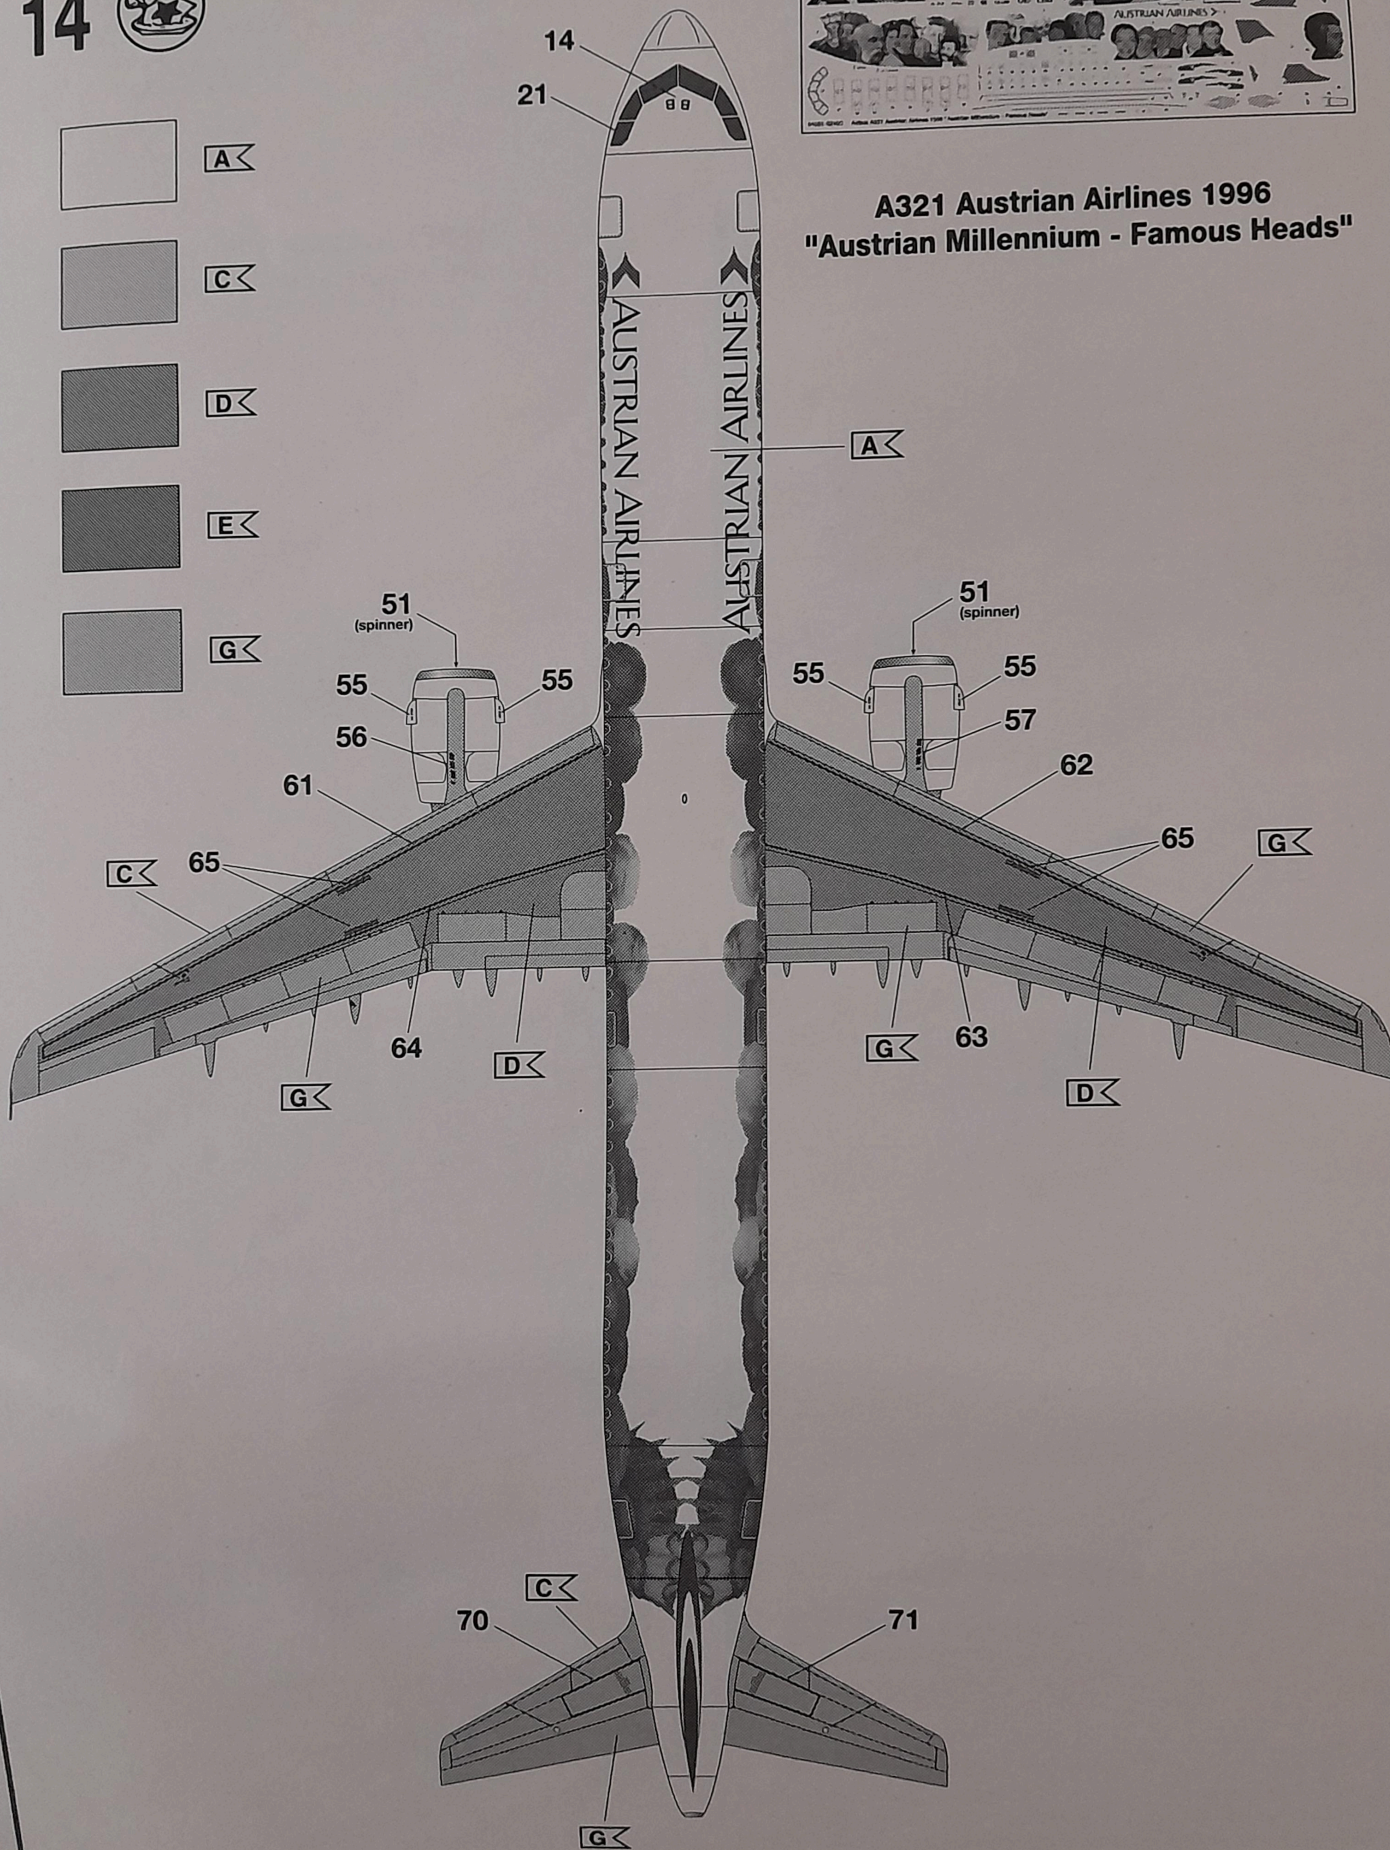 14
AUSTRIAN AIRLINES >
A321 Austrian Airlines 1996
"Austrian Millennium - Famous Heads"
A
C
D
E
G
14
21
AUSTRIAN AIRLINES
AUSTRIAN AIRLINES
A
51
(spinner)
51
(spinner)
55
55
55
55
56
57
61
62
C
65
65
G
64
D
G
63
G
D
C
70
71
G